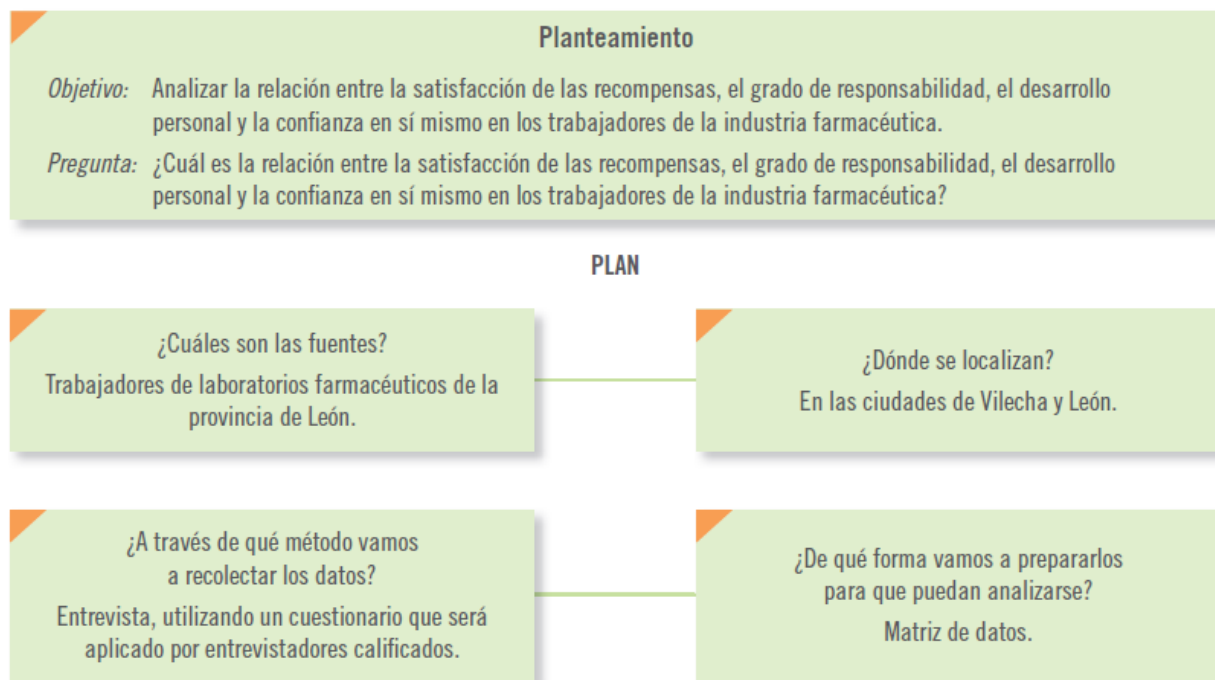 Planteamiento
Objetivo: Analizar la relación entre la satisfacción de las recompensas, el grado de responsabilidad, el desarrollo
personal y la confianza en sí mismo en los trabajadores de la industria farmacéutica.
Pregunta: ¿Cuál es la relación entre la satisfacción de las recompensas, el grado de responsabilidad, el desarrollo
personal y la confianza en sí mismo en los trabajadores de la industria farmacéutica?
PLAN
¿Cuáles son las fuentes?
Trabajadores de laboratorios farmacéuticos de la
provincia de León.
¿Dónde se localizan?
En las ciudades de Vilecha y León.
¿A través de qué método vamos
a recolectar los datos?
Entrevista, utilizando un cuestionario que será
aplicado por entrevistadores calificados.
¿De qué forma vamos a prepararlos
para que puedan analizarse?
Matriz de datos.